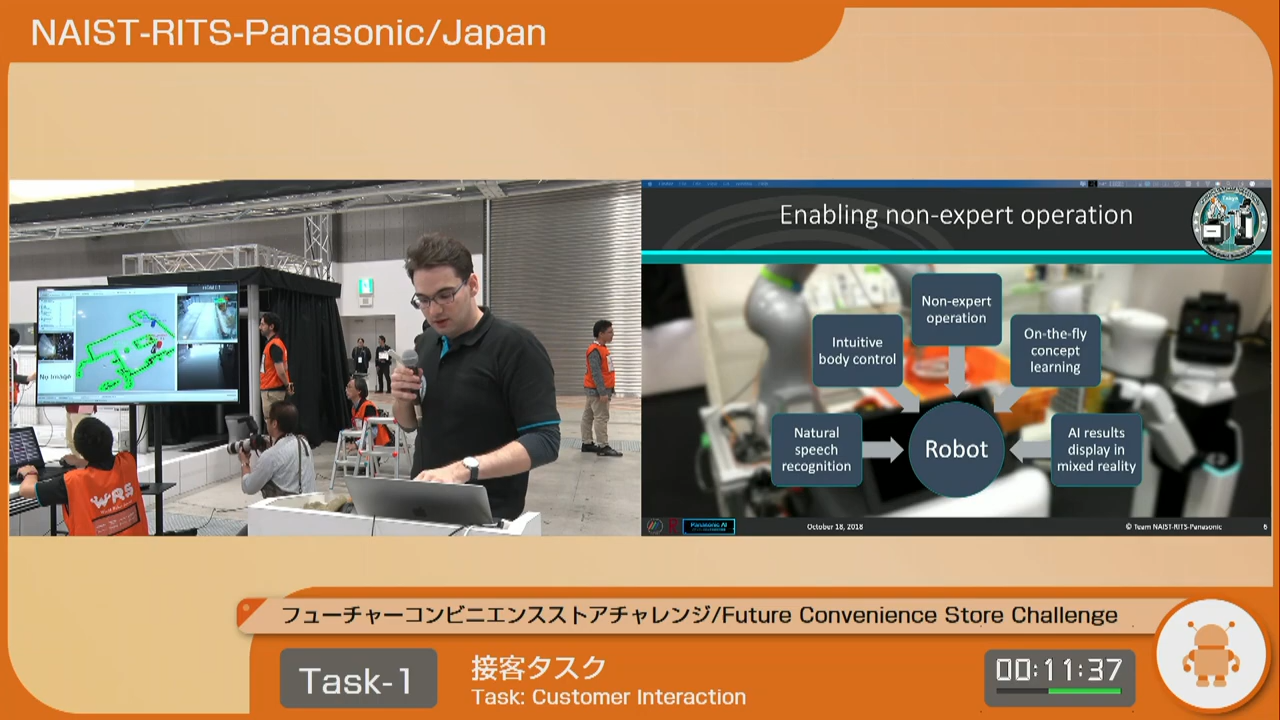 NAIST-RITS-Panasonic/Japan
Enabling non-expert operation
Non-expert
operation
Intuitive
body control
On-the-fly
concept
learning
Natural
speech
recognition
Robot
AI results
display in
mixed reality
No Image
WRS
Panasonic AI
October 18, 2018
© Team NAIST-RITS-Panasonic
6
フューチャーコンビニエンスストアチャレンジ/Future Convenience Store Challenge
Task-1
接客タスク
Task: Customer Interaction
00:11:37